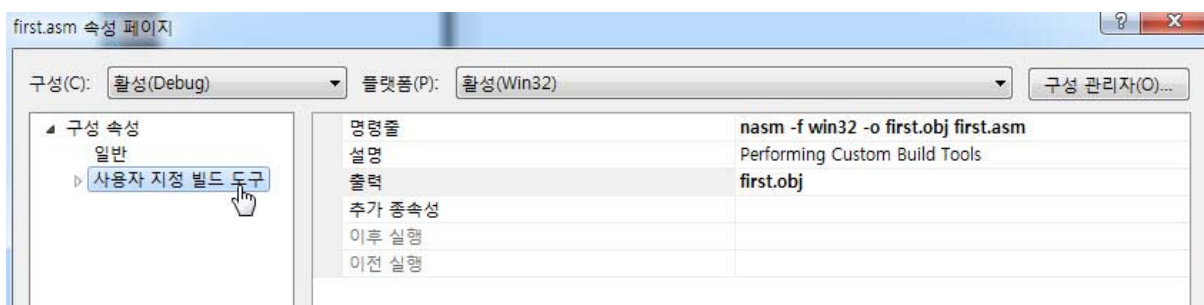 first.asm 속성 페이지
구성(C): 활성(Debug) 플랫폼(P): 활성(Win32) 구성 관리자(O)...
구성 속성
일반
사용자 지정 빌드 도구
명령줄 nasm -f win32 -o first.obj first.asm
설명 Performing Custom Build Tools
출력 first.obj
추가 종속성
이후 실행
이전 실행